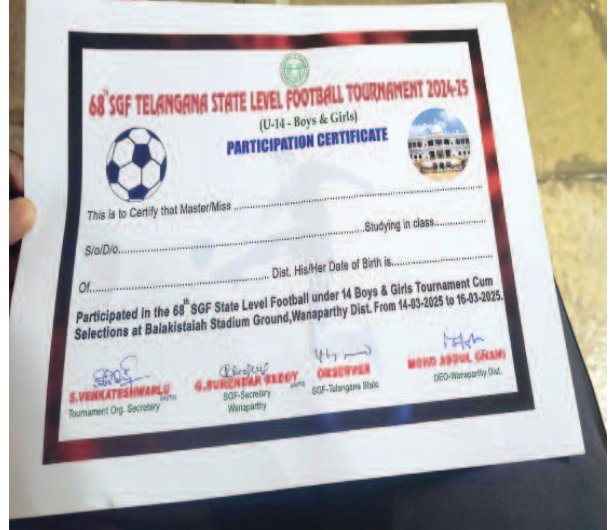 68th SGF TELANGANA STATE LEVEL FOOTBALL TOURNAMENT 2024-25
(U-14 - Boys & Girls)
PARTICIPATION CERTIFICATE
This is to Certify that Master/Miss ..........................................................
S/o/D/o..........................................................Studying in class..............
Of.......................................... Dist. His/Her Date of Birth is........................
Participated in the 68th SGF State Level Football under 14 Boys & Girls Tournament Cum
Selections at Balakistaiah Stadium Ground,Wanaparthy Dist. From 14-03-2025 to 16-03-2025.
S.VENKATESHWARLU G.SURENDAR REDDY OBSERVER MOHD ABDUL GHANI
Tournament Org. Secretary SGF-Secretary SGF-Telangana State DEO-Wanaparthy Dist.
Wanaparthy